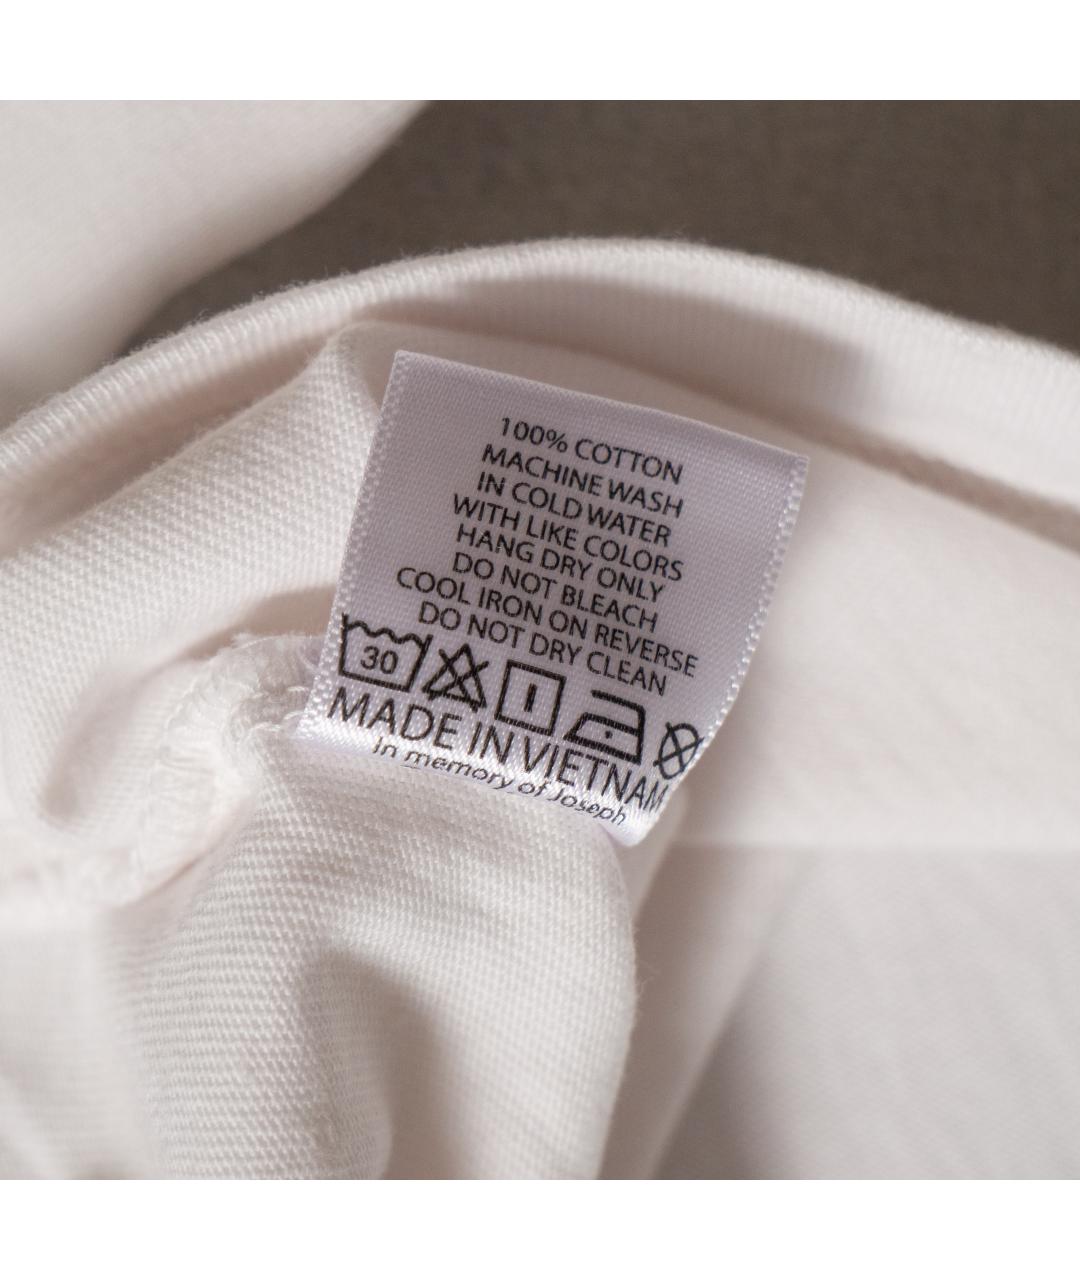 100% COTTON
MACHINE WASH
IN COLD WATER
WITH LIKE COLORS
HANG DRY ONLY
DO NOT BLEACH
COOL IRON ON REVERSE
DO NOT DRY CLEAN
30
MADE IN VIETNAM
In memory of Joseph